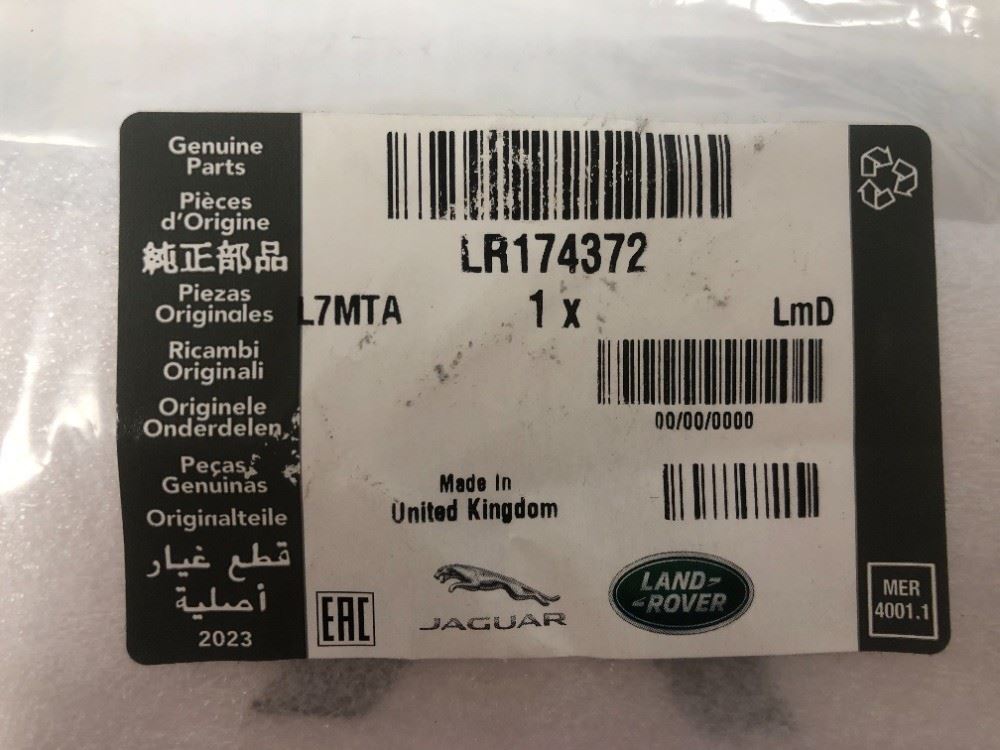 Genuine
Parts
Pièces
d'Origine
純正部品
Piezas
Originales
Ricambi
Originali
Originele
Onderdelen
Peças
Genuinas
Originalteile
قطع غيار
أصلية
2023
LR174372
L7MTA 1 x LmD
00/00/0000
Made In
United Kingdom
EAC
JAGUAR
LAND-
-ROVER
MER
4001.1